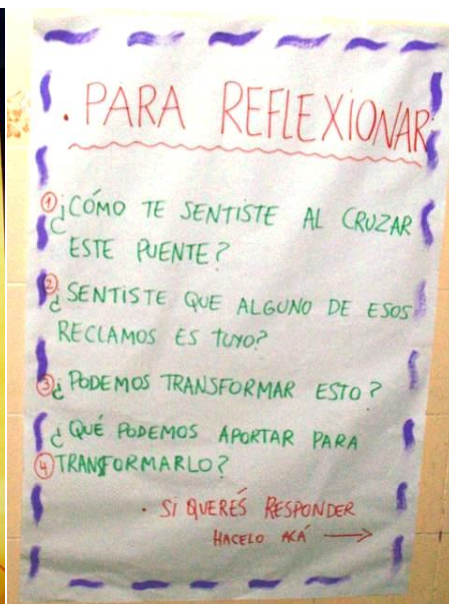 . PARA REFLEXIONAR
① ¿CÓMO TE SENTISTE AL CRUZAR
ESTE PUENTE?
② ¿SENTISTE QUE ALGUNO DE ESOS
RECLAMOS ES TUYO?
③ ¿PODEMOS TRANSFORMAR ESTO?
¿QUÉ PODEMOS APORTAR PARA
④ TRANSFORMARLO?
. SI QUERÉS RESPONDER
HACELO ACÁ →